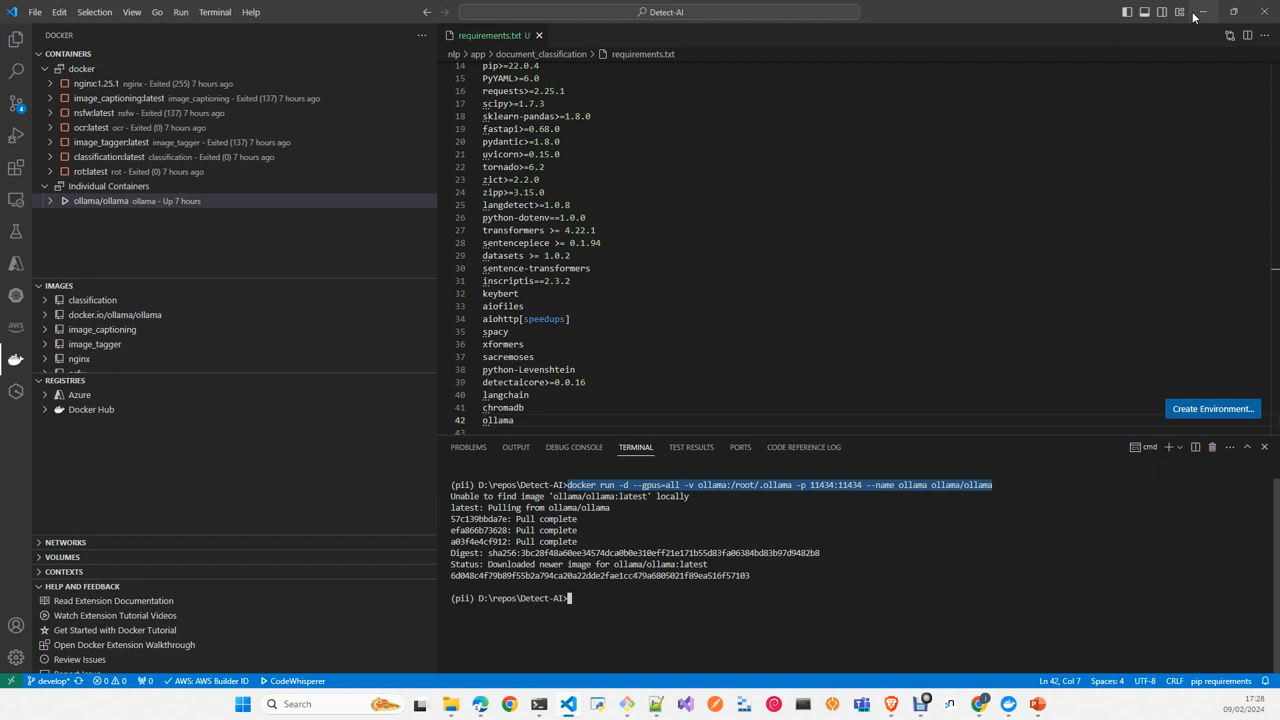 File Edit Selection View Go Run Terminal Help
Detect-AI
DOCKER
requirements.txt U
CONTAINERS
nlp > app > document_classification > requirements.txt
docker
nginx:1.25.1 nginx - Exited (255) 7 hours ago
image_captioning:latest image_captioning - Exited (137) 7 hours ago
nsfw:latest nsfw - Exited (137) 7 hours ago
ocr:latest ocr - Exited (0) 7 hours ago
image_tagger:latest image_tagger - Exited (137) 7 hours ago
classification:latest classification - Exited (0) 7 hours ago
rot:latest rot - Exited (0) 7 hours ago
Individual Containers
ollama/ollama ollama - Up 7 hours
IMAGES
classification
docker.io/ollama/ollama
image_captioning
image_tagger
nginx
REGISTRIES
Azure
Docker Hub
NETWORKS
VOLUMES
CONTEXTS
HELP AND FEEDBACK
Read Extension Documentation
Watch Extension Tutorial Videos
Get Started with Docker Tutorial
Open Docker Extension Walkthrough
Review Issues
4
aws
14 pip>=22.0.4
15 PyYAML>=6.0
16 requests>=2.25.1
17 scipy>=1.7.3
18 sklearn-pandas>=1.8.0
19 fastapi>=0.68.0
20 pydantic>=1.8.0
21 uvicorn>=0.15.0
22 tornado>=6.2
23 zict>=2.2.0
24 zipp>=3.15.0
25 langdetect>=1.0.8
26 python-dotenv==1.0.0
27 transformers >= 4.22.1
28 sentencepiece >= 0.1.94
29 datasets >= 1.0.2
30 sentence-transformers
31 inscriptis==2.3.2
32 keybert
33 aiofiles
34 aiohttp[speedups]
35 spacy
36 xformers
37 sacremoses
38 python-Levenshtein
39 detectaicore>=0.0.16
40 langchain
41 chromadb
42 ollama
43
Create Environment...
PROBLEMS OUTPUT DEBUG CONSOLE TERMINAL TEST RESULTS PORTS CODE REFERENCE LOG
cmd
(pii) D:\repos\Detect-AI>docker run -d --gpus=all -v ollama:/root/.ollama -p 11434:11434 --name ollama ollama/ollama
Unable to find image 'ollama/ollama:latest' locally
latest: Pulling from ollama/ollama
57c139bbda7e: Pull complete
efa866b73628: Pull complete
a03f4e4cf912: Pull complete
Digest: sha256:3bc28f48a60ee34574dca0b0e310eff21e171b55d83fa06384bd83b97d9482b8
Status: Downloaded newer image for ollama/ollama:latest
6d048c4f79b89f55b2a794ca20a22dde2fae1cc479a6805021f89ea516f57103
(pii) D:\repos\Detect-AI>
develop* 0 0 0 AWS: AWS Builder ID CodeWhisperer
Ln 42, Col 7 Spaces: 4 UTF-8 CRLF pip requirements
Search
17:28
09/02/2024